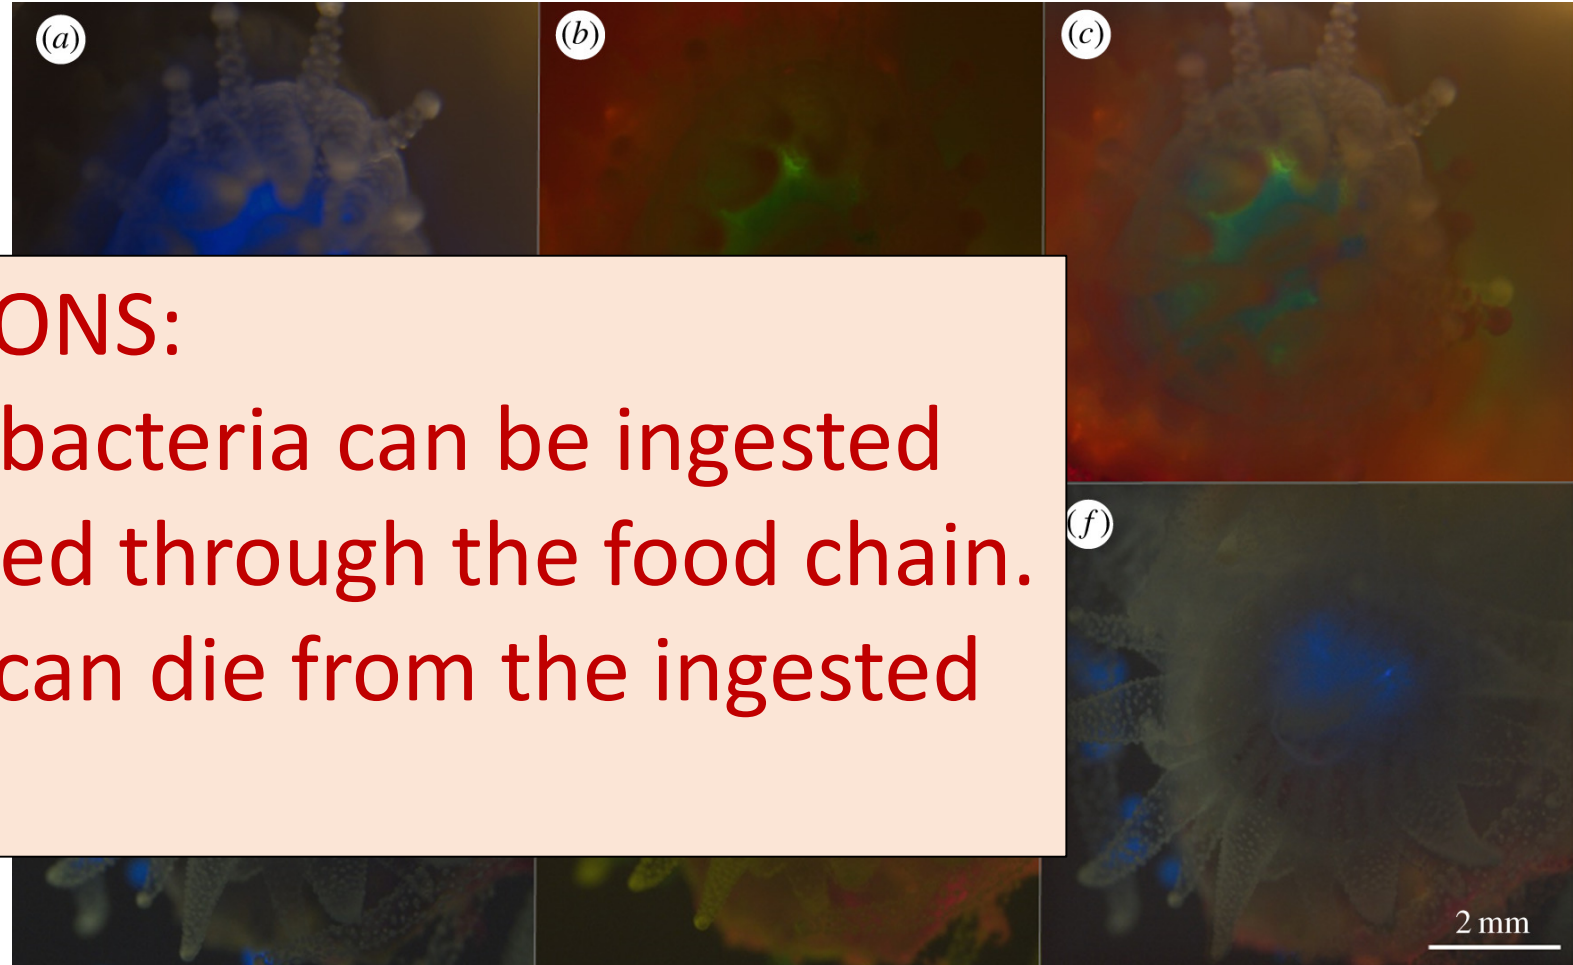 (a)
(b)
(c)
ONS:
bacteria can be ingested
ed through the food chain.
can die from the ingested
(f)
2 mm